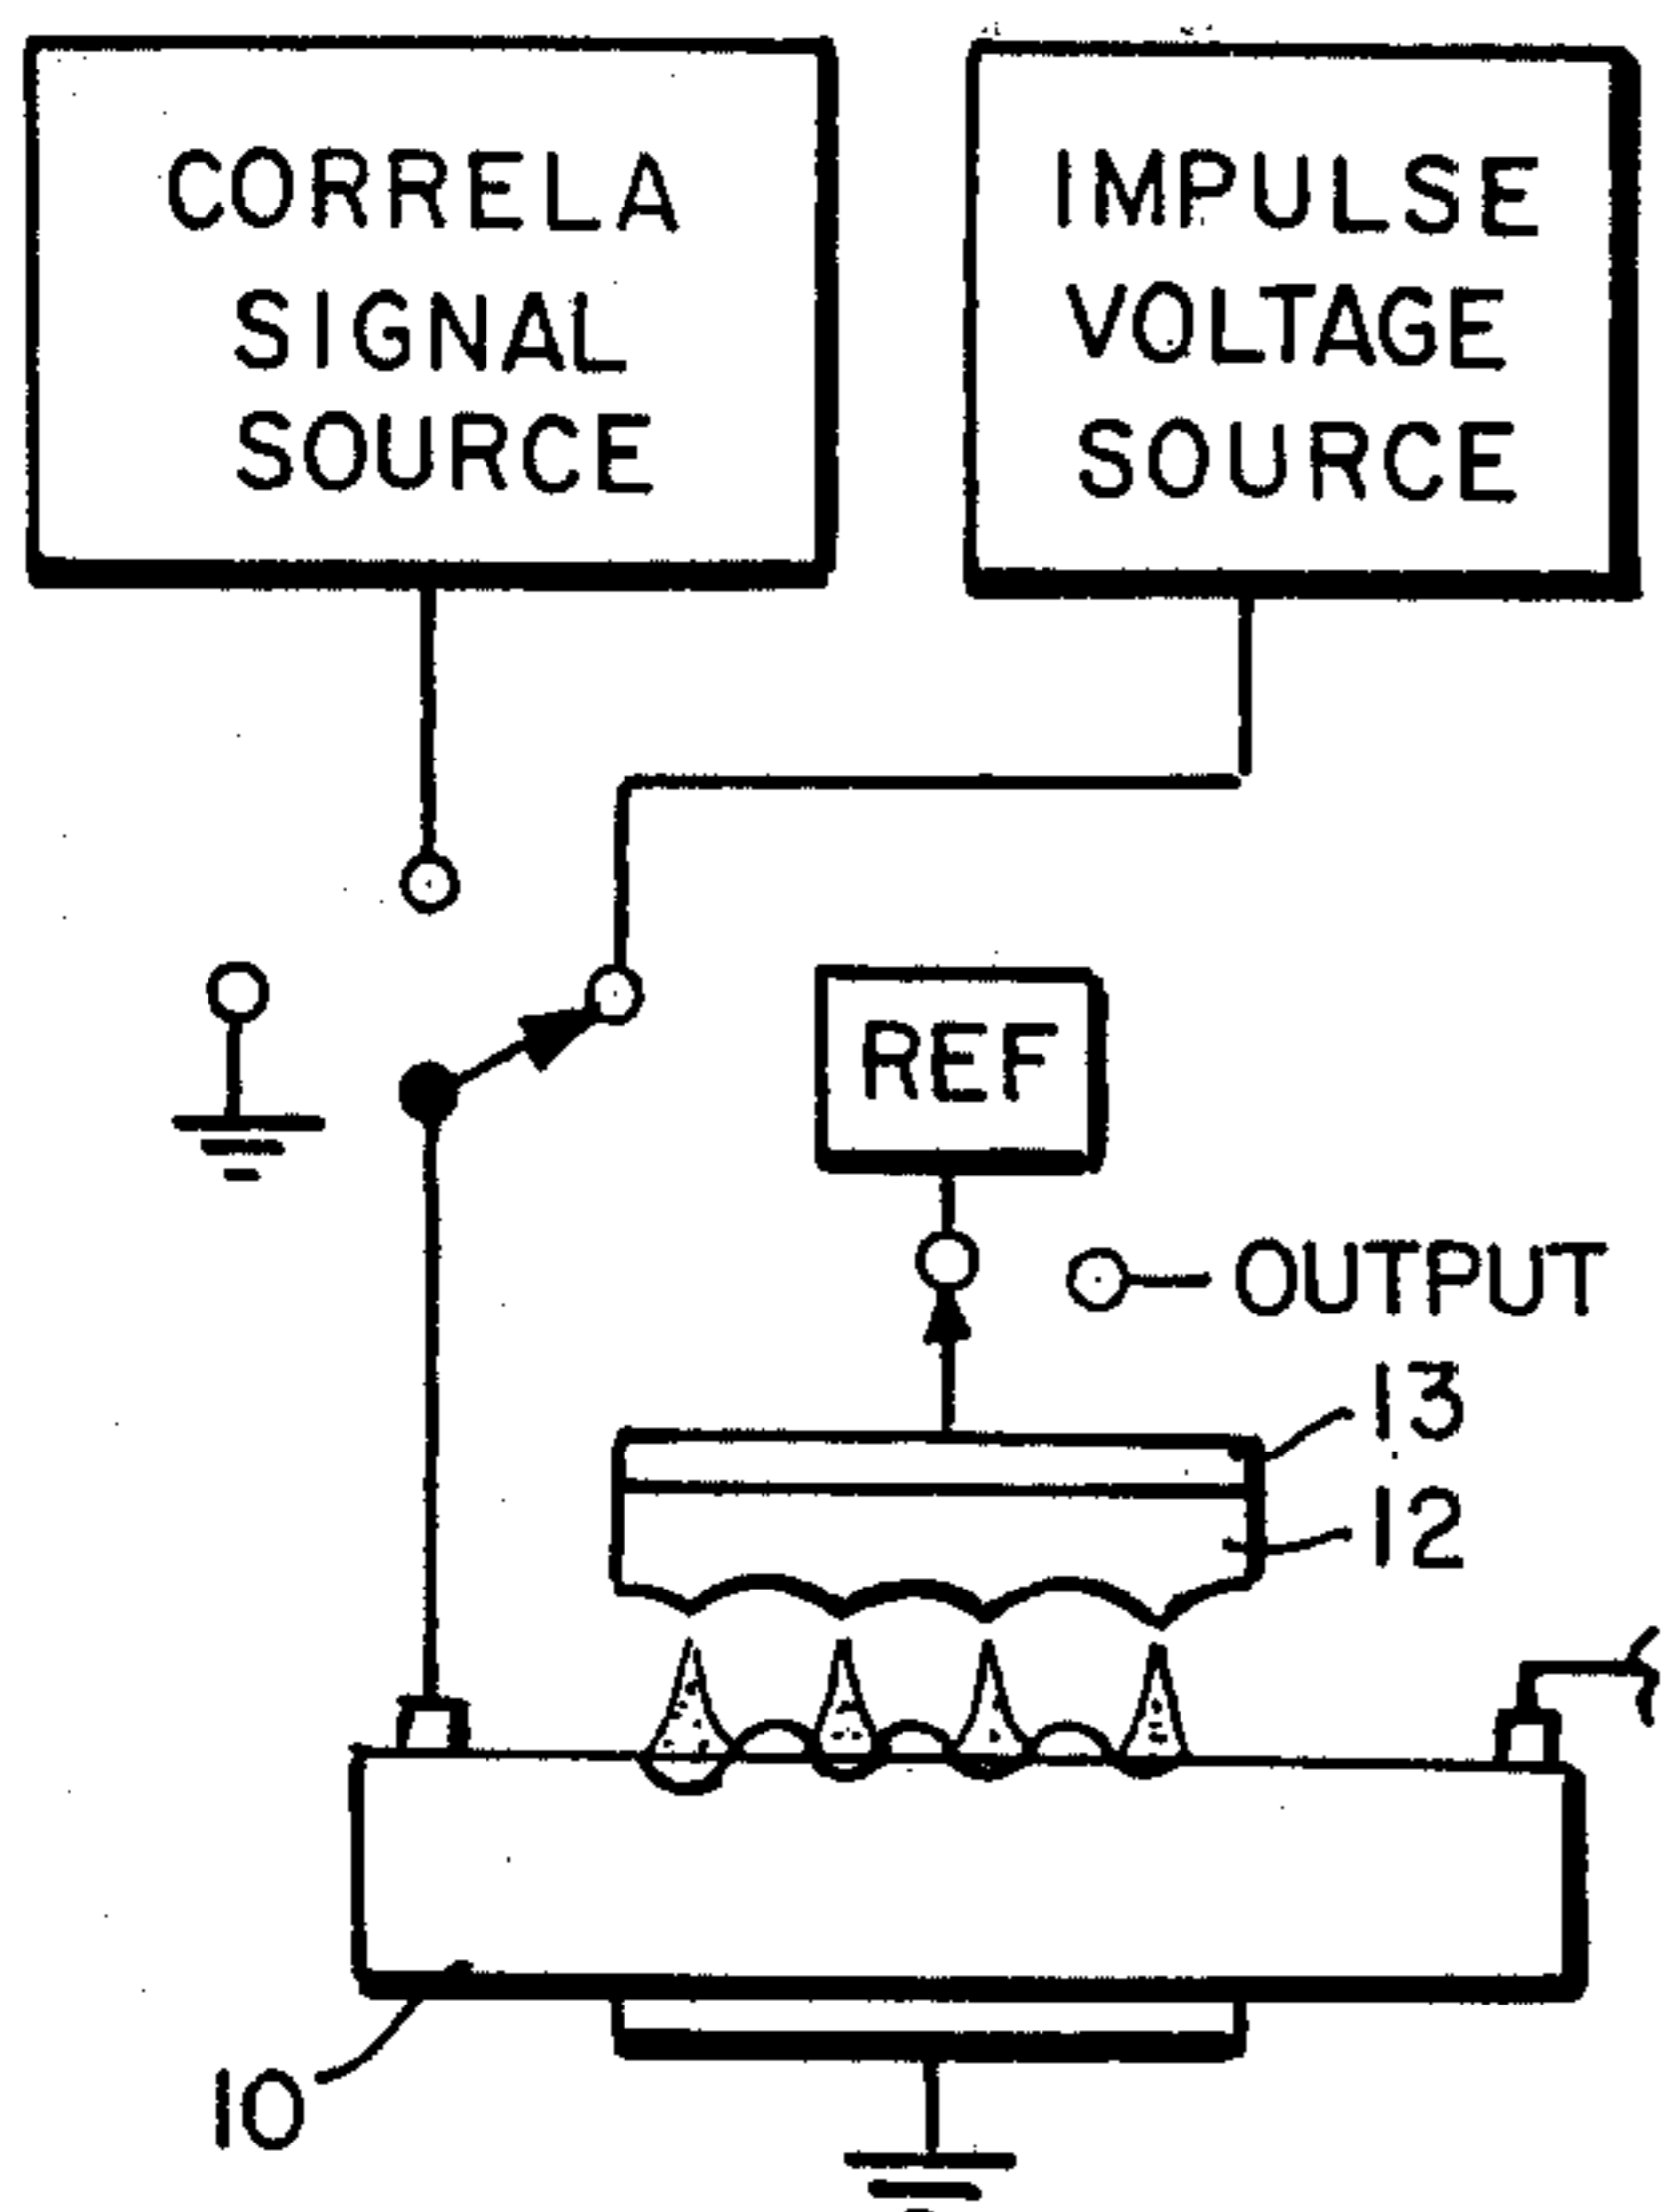 CORRELA
SIGNAL
SOURCE
IMPULSE
VOLTAGE
SOURCE
REF
OUTPUT
13
12
10